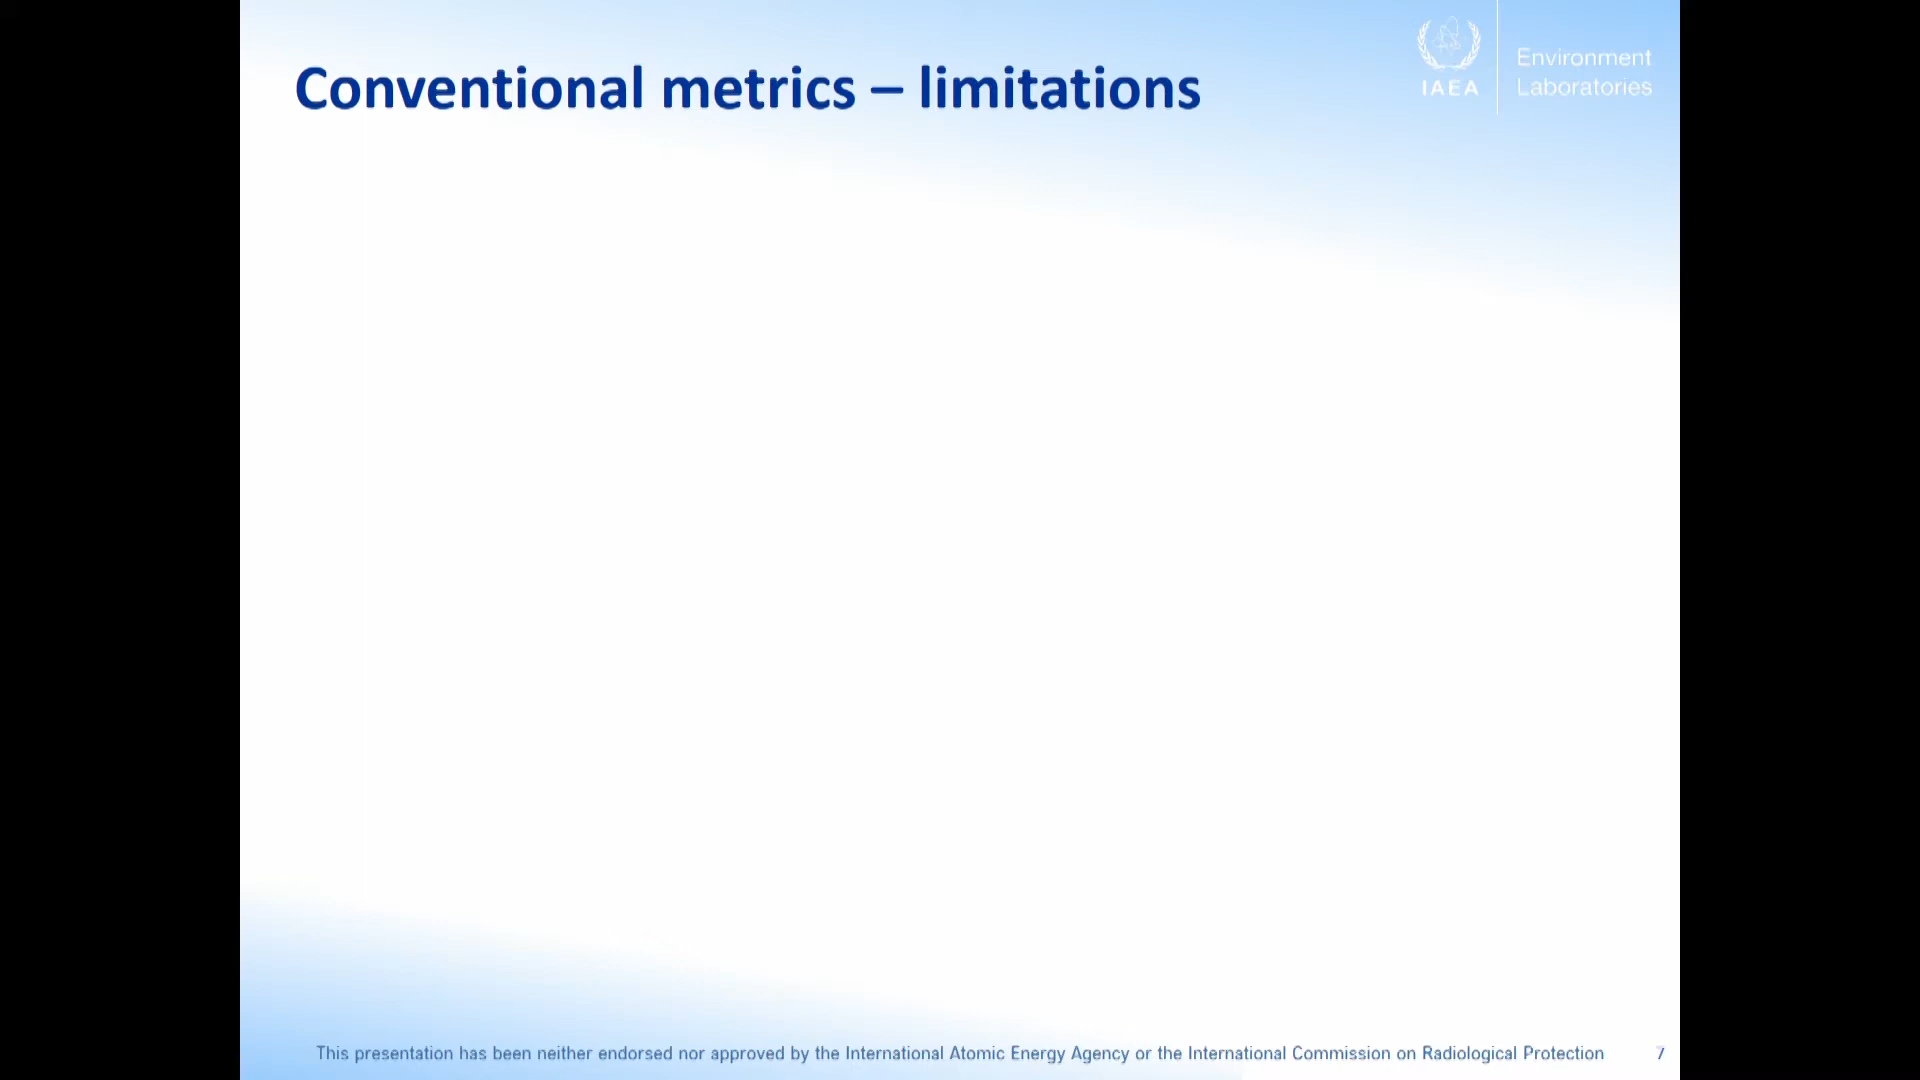 Conventional metrics – limitations
IAEA
Environment
Laboratories
This presentation has been neither endorsed nor approved by the International Atomic Energy Agency or the International Commission on Radiological Protection
7